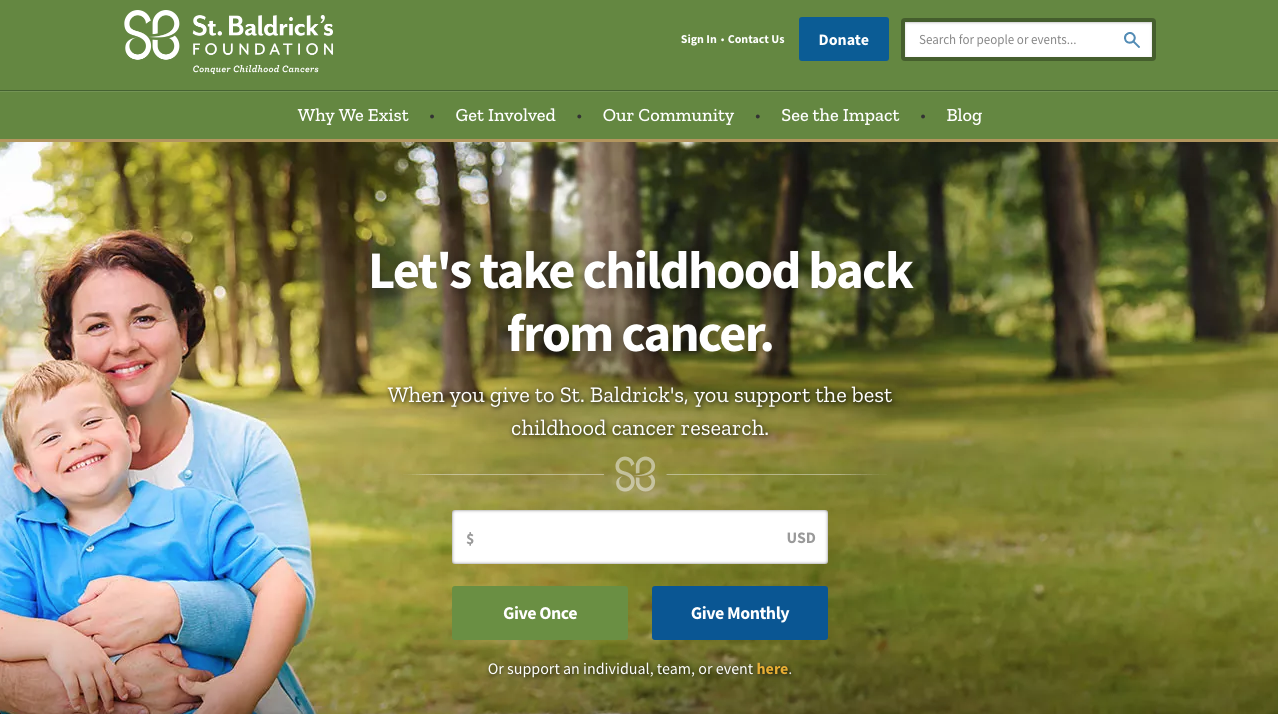 St. Baldrick's
FOUNDATION
Conquer Childhood Cancers
Sign In • Contact Us
Donate
Search for people or events...
Why We Exist • Get Involved • Our Community • See the Impact • Blog
Let's take childhood back
from cancer.
When you give to St. Baldrick's, you support the best
childhood cancer research.
$ USD
Give Once
Give Monthly
Or support an individual, team, or event here.